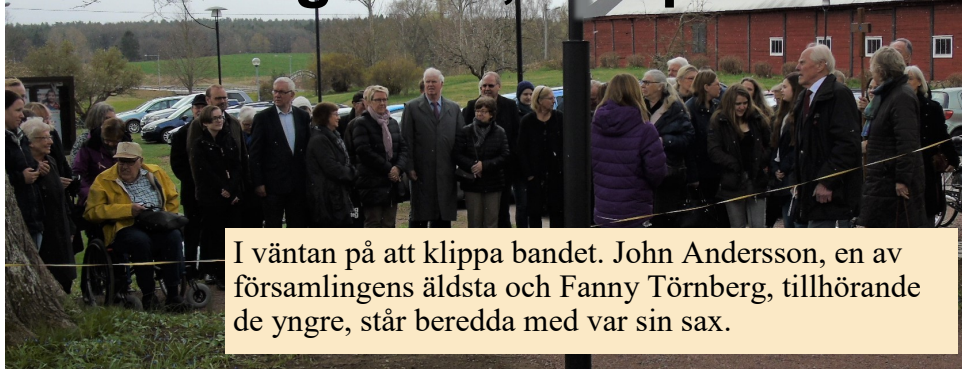 I väntan på att klippa bandet. John Andersson, en av
församlingens äldsta och Fanny Törnberg, tillhörande
de yngre, står beredda med var sin sax.